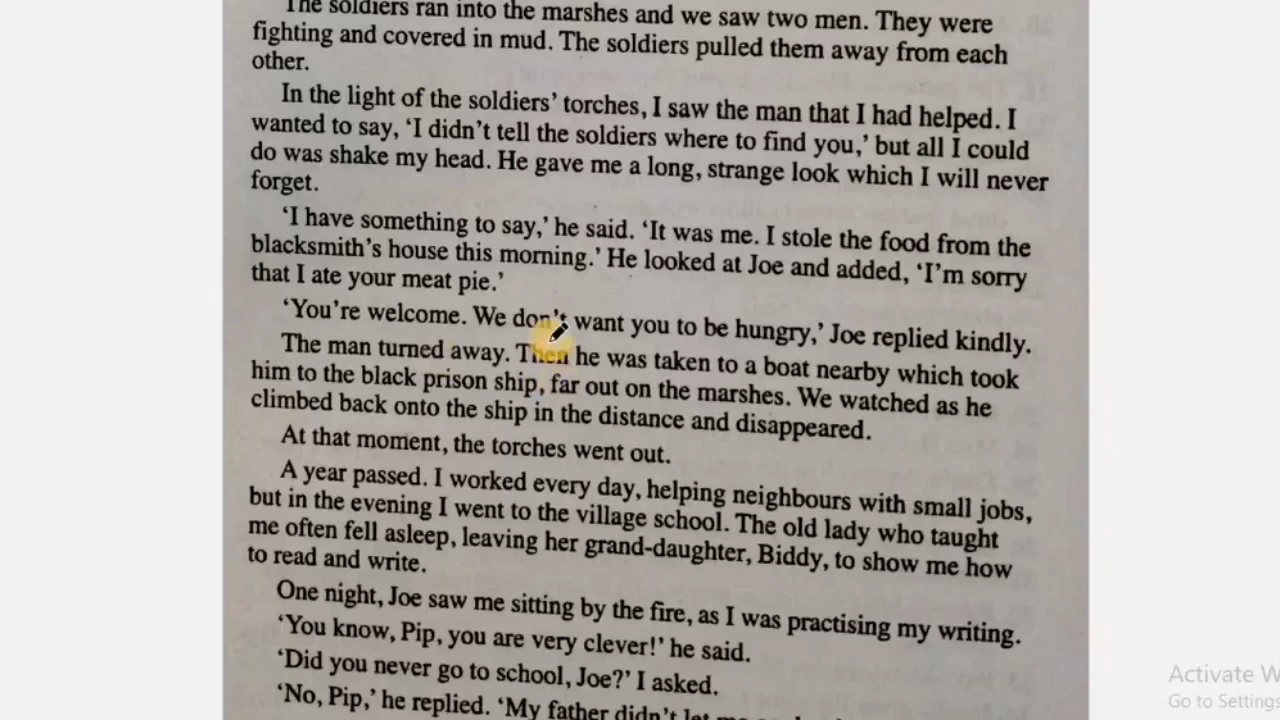 The soldiers ran into the marshes and we saw two men. They were
fighting and covered in mud. The soldiers pulled them away from each
other.
In the light of the soldiers' torches, I saw the man that I had helped. I
wanted to say, 'I didn't tell the soldiers where to find you,' but all I could
do was shake my head. He gave me a long, strange look which I will never
forget.
'I have something to say,' he said. 'It was me. I stole the food from the
blacksmith's house this morning.' He looked at Joe and added, 'I'm sorry
that I ate your meat pie.'
'You're welcome. We don't want you to be hungry,' Joe replied kindly.
The man turned away. Then he was taken to a boat nearby which took
him to the black prison ship, far out on the marshes. We watched as he
climbed back onto the ship in the distance and disappeared.
At that moment, the torches went out.
A year passed. I worked every day, helping neighbours with small jobs,
but in the evening I went to the village school. The old lady who taught
me often fell asleep, leaving her grand-daughter, Biddy, to show me how
to read and write.
One night, Joe saw me sitting by the fire, as I was practising my writing.
'You know, Pip, you are very clever!' he said.
'Did you never go to school, Joe?' I asked.
'No, Pip,' he replied. 'My father didn't let
Activate
Go to Settings